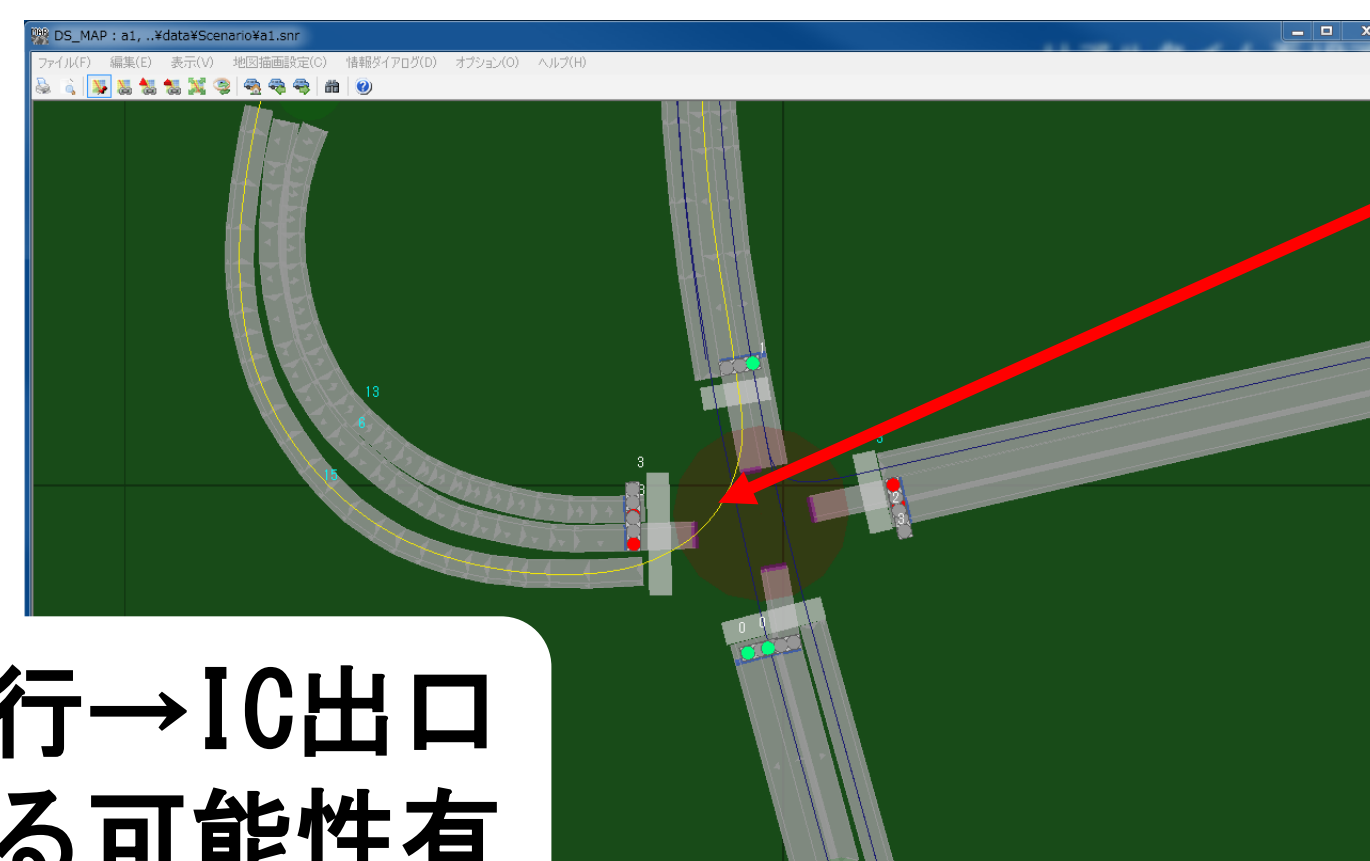 DS_MAP : a1, ..¥data¥Scenario¥a1.snr
ファイル(F) 編集(E) 表示(V) 地図描画設定(C) 情報ダイアログ(D) オプション(O) ヘルプ(H)
1
13
6
15
3
3
3
2
3
0 0
行→IC出口
る可能性有